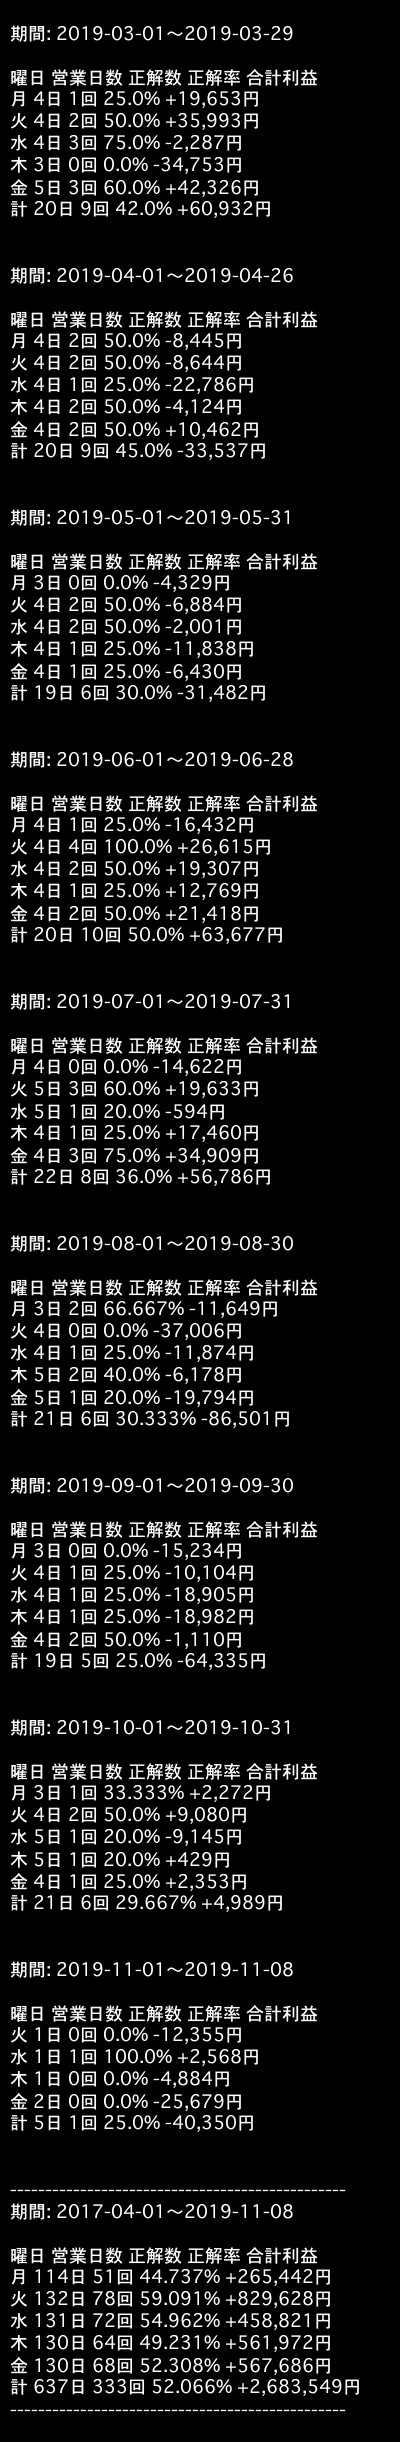 期間: 2019-03-01〜2019-03-29
曜日 営業日数 正解数 正解率 合計利益
月 4日 1回 25.0% +19,653円
火 4日 2回 50.0% +35,993円
水 4日 3回 75.0% -2,287円
木 3日 0回 0.0% -34,753円
金 5日 3回 60.0% +42,326円
計 20日 9回 42.0% +60,932円
期間: 2019-04-01〜2019-04-26
曜日 営業日数 正解数 正解率 合計利益
月 4日 2回 50.0% -8,445円
火 4日 2回 50.0% -8,644円
水 4日 1回 25.0% -22,786円
木 4日 2回 50.0% -4,124円
金 4日 2回 50.0% +10,462円
計 20日 9回 45.0% -33,537円
期間: 2019-05-01〜2019-05-31
曜日 営業日数 正解数 正解率 合計利益
月 3日 0回 0.0% -4,329円
火 4日 2回 50.0% -6,884円
水 4日 2回 50.0% -2,001円
木 4日 1回 25.0% -11,838円
金 4日 1回 25.0% -6,430円
計 19日 6回 30.0% -31,482円
期間: 2019-06-01〜2019-06-28
曜日 営業日数 正解数 正解率 合計利益
月 4日 1回 25.0% -16,432円
火 4日 4回 100.0% +26,615円
水 4日 2回 50.0% +19,307円
木 4日 1回 25.0% +12,769円
金 4日 2回 50.0% +21,418円
計 20日 10回 50.0% +63,677円
期間: 2019-07-01〜2019-07-31
曜日 営業日数 正解数 正解率 合計利益
月 4日 0回 0.0% -14,622円
火 5日 3回 60.0% +19,633円
水 5日 1回 20.0% -594円
木 4日 1回 25.0% +17,460円
金 4日 3回 75.0% +34,909円
計 22日 8回 36.0% +56,786円
期間: 2019-08-01〜2019-08-30
曜日 営業日数 正解数 正解率 合計利益
月 3日 2回 66.667% -11,649円
火 4日 0回 0.0% -37,006円
水 4日 1回 25.0% -11,874円
木 5日 2回 40.0% -6,178円
金 5日 1回 20.0% -19,794円
計 21日 6回 30.333% -86,501円
期間: 2019-09-01〜2019-09-30
曜日 営業日数 正解数 正解率 合計利益
月 3日 0回 0.0% -15,234円
火 4日 1回 25.0% -10,104円
水 4日 1回 25.0% -18,905円
木 4日 1回 25.0% -18,982円
金 4日 2回 50.0% -1,110円
計 19日 5回 25.0% -64,335円
期間: 2019-10-01〜2019-10-31
曜日 営業日数 正解数 正解率 合計利益
月 3日 1回 33.333% +2,272円
火 4日 2回 50.0% +9,080円
水 5日 1回 20.0% -9,145円
木 5日 1回 20.0% +429円
金 4日 1回 25.0% +2,353円
計 21日 6回 29.667% +4,989円
期間: 2019-11-01〜2019-11-08
曜日 営業日数 正解数 正解率 合計利益
火 1日 0回 0.0% -12,355円
水 1日 1回 100.0% +2,568円
木 1日 0回 0.0% -4,884円
金 2日 0回 0.0% -25,679円
計 5日 1回 25.0% -40,350円
------------------------------------------------
期間: 2017-04-01〜2019-11-08
曜日 営業日数 正解数 正解率 合計利益
月 114日 51回 44.737% +265,442円
火 132日 78回 59.091% +829,628円
水 131日 72回 54.962% +458,821円
木 130日 64回 49.231% +561,972円
金 130日 68回 52.308% +567,686円
計 637日 333回 52.066% +2,683,549円
------------------------------------------------